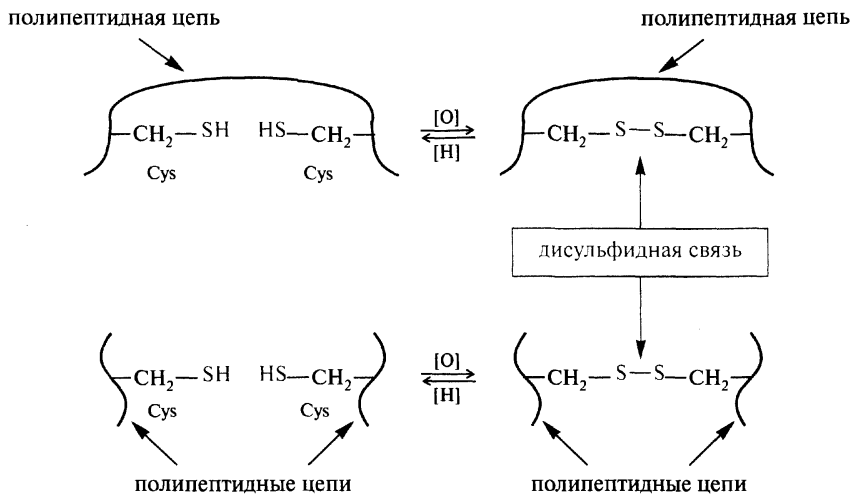 полипептидная цепь полипептидная цепь
CH₂—SH HS—CH₂ [O] CH₂—S—S—CH₂
[H]
Cys Cys
дисульфидная связь
CH₂—SH HS—CH₂ [O] CH₂—S—S—CH₂
[H]
Cys Cys
полипептидные цепи полипептидные цепи